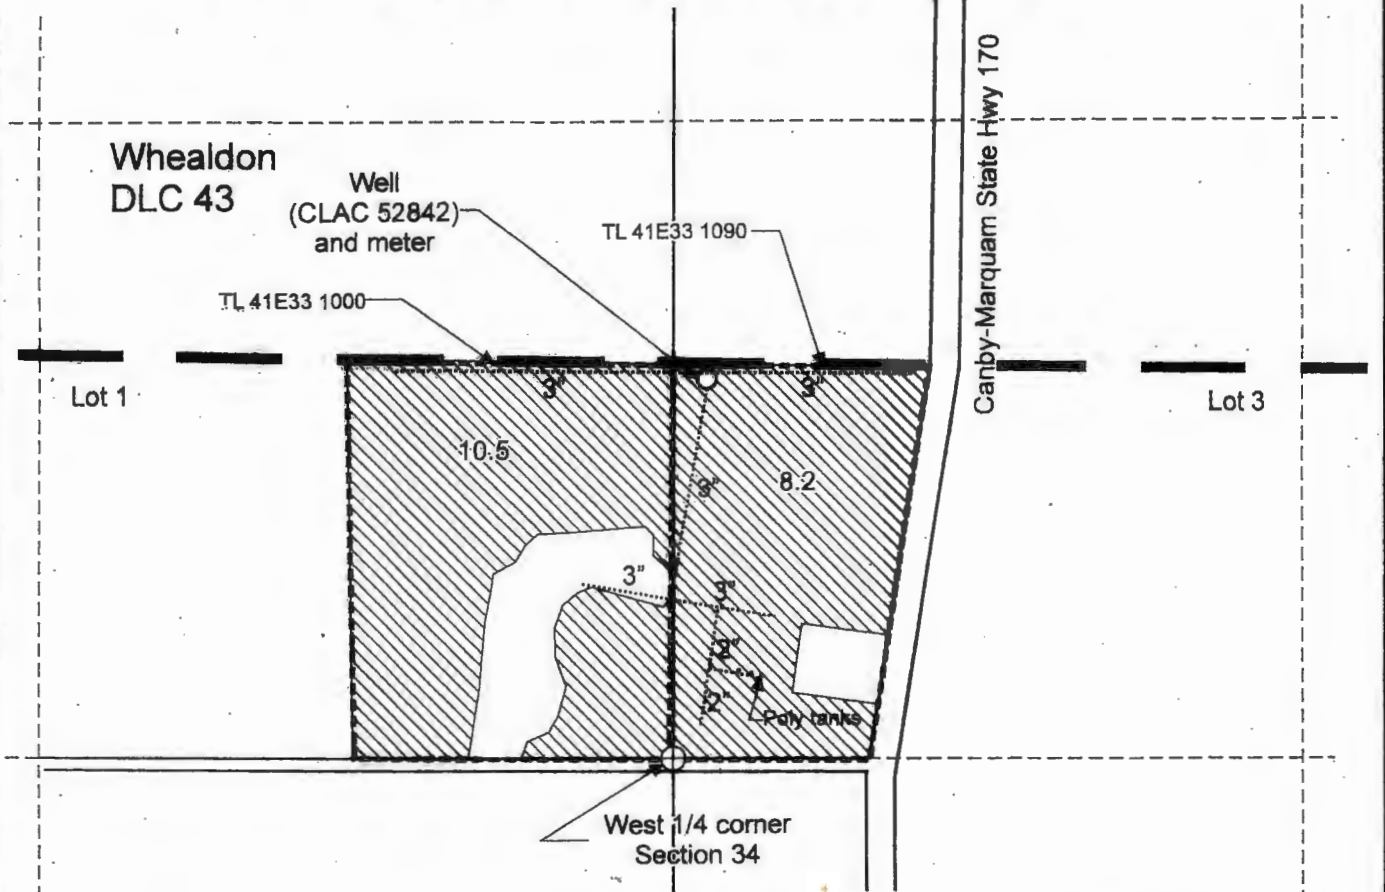 Canby-Marquam State Hwy 170
Whealdon
DLC 43
Well
(CLAC 52842)
and meter
TL 41E33 1090
TL 41E33 1000
Lot 1
Lot 3
3"
3"
10.5
8.2
3"
3"
3"
2"
2"
Poly tanks
West 1/4 corner
Section 34